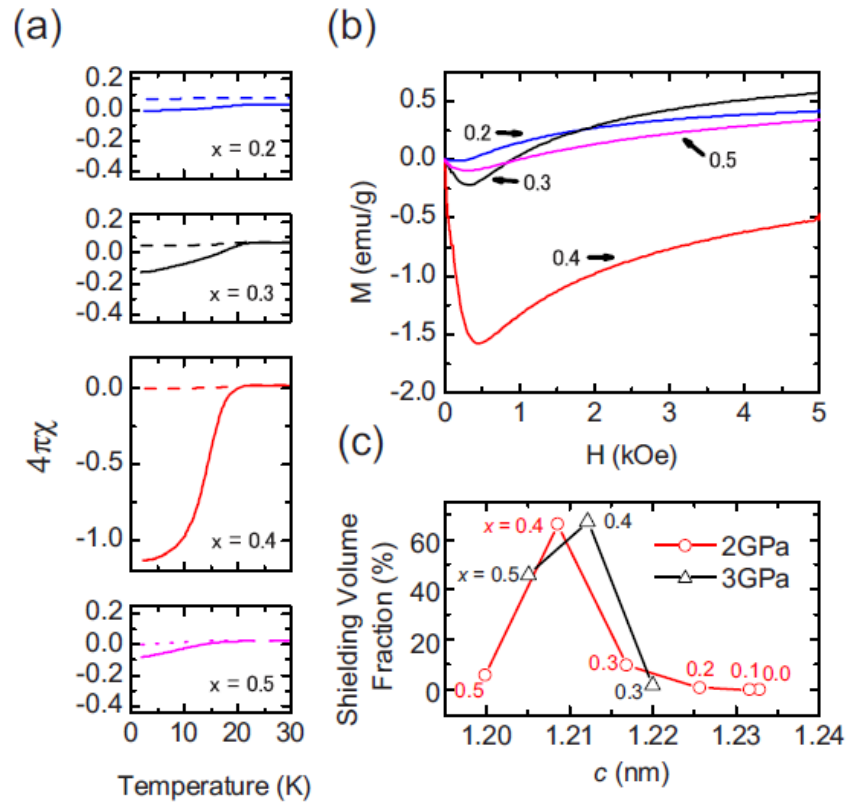 (a)
0.2
0.0
-0.2
-0.4
x = 0.2
0.2
0.0
-0.2
-0.4
x = 0.3
0.0
-0.5
-1.0
x = 0.4
0.2
0.0
-0.2
-0.4
x = 0.5
0 10 20 30
Temperature (K)
4πχ
(b)
0.5
0.0
-0.5
-1.0
-1.5
-2.0
M (emu/g)
0.2
0.5
0.3
0.4
0 1 2 3 4 5
H (kOe)
(c)
60
40
20
0
Shielding Volume
Fraction (%)
x = 0.4
0.4
2GPa
3GPa
x = 0.5
0.3
0.2
0.1 0.0
0.5
0.3
1.20 1.21 1.22 1.23 1.24
c (nm)